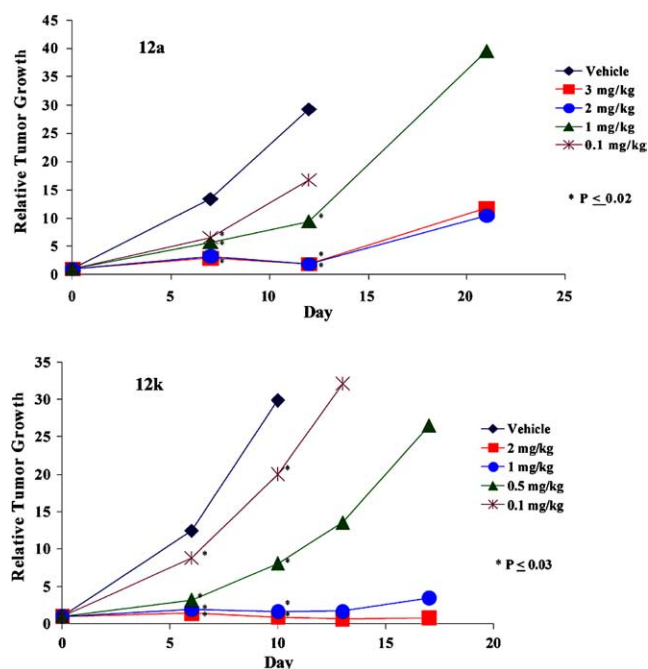 45
40
35
30
25
20
15
10
5
0
Relative Tumor Growth
12a
Vehicle
3 mg/kg
2 mg/kg
1 mg/kg
0.1 mg/kg
* P ≤ 0.02
* * * * * *
0 5 10 15 20 25
Day
35
30
25
20
15
10
5
0
Relative Tumor Growth
12k
Vehicle
2 mg/kg
1 mg/kg
0.5 mg/kg
0.1 mg/kg
* P ≤ 0.03
* * * * * * * *
0 5 10 15 20
Day